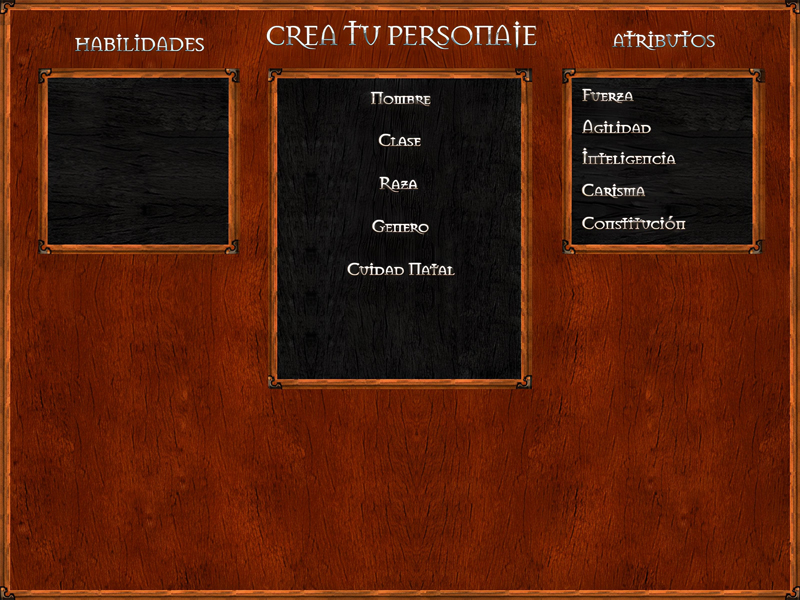 HABILIDADES
CREA TU PERSONAJE
ATRIBUTOS
Nombre
Clase
Raza
Genero
Cuidad Natal
Fuerza
Agilidad
Inteligencia
Carisma
Constitución